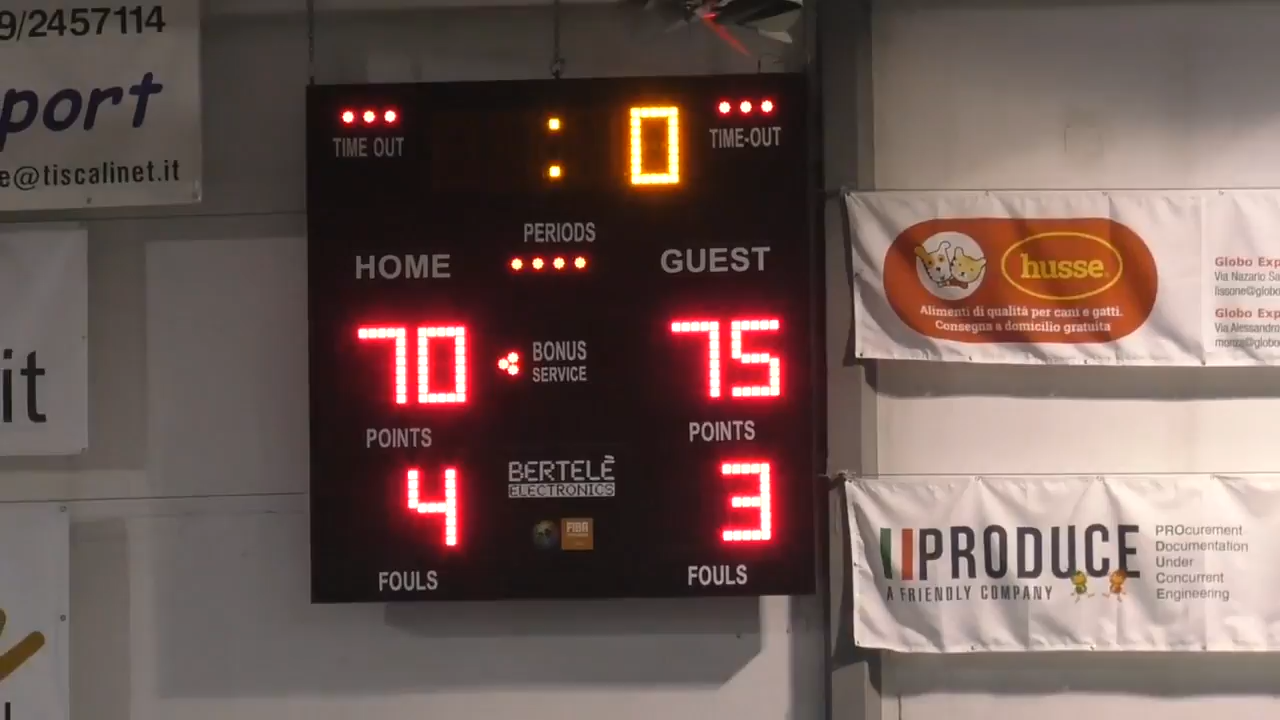 9/2457114
port
e@tiscalinet.it
it
TIME OUT
: 0
TIME-OUT
PERIODS
HOME
GUEST
70
BONUS
SERVICE
75
POINTS
POINTS
4
BERTELÈ
ELECTRONICS
3
FIBA
FOULS
FOULS
husse
Alimenti di qualità per cani e gatti.
Consegna a domicilio gratuita
Globo Exp
Via Nazario Sa
lissone@globo
Globo Exp
Via Alessandro
monza@globo
PRODUCE
A FRIENDLY COMPANY
PROcurement
Documentation
Under
Concurrent
Engineering